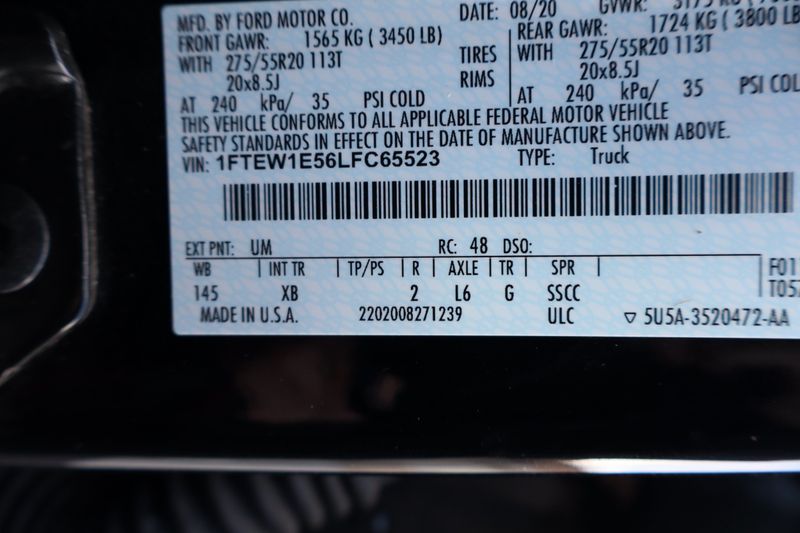 MFD. BY FORD MOTOR CO. DATE: 08/20 GVWR:
FRONT GAWR: 1565 KG ( 3450 LB) REAR GAWR: 1724 KG ( 3800 LB
WITH 275/55R20 113T TIRES WITH 275/55R20 113T
20x8.5J RIMS 20x8.5J
AT 240 kPa/ 35 PSI COLD AT 240 kPa/ 35 PSI COL
THIS VEHICLE CONFORMS TO ALL APPLICABLE FEDERAL MOTOR VEHICLE
SAFETY STANDARDS IN EFFECT ON THE DATE OF MANUFACTURE SHOWN ABOVE.
VIN: 1FTEW1E56LFC65523 TYPE: Truck
EXT PNT: UM RC: 48 DSO:
WB INT TR TP/PS R AXLE TR SPR F01
145 XB 2 L6 G SSCC T05
MADE IN U.S.A. 2202008271239 ULC ▽ 5U5A-3520472-AA